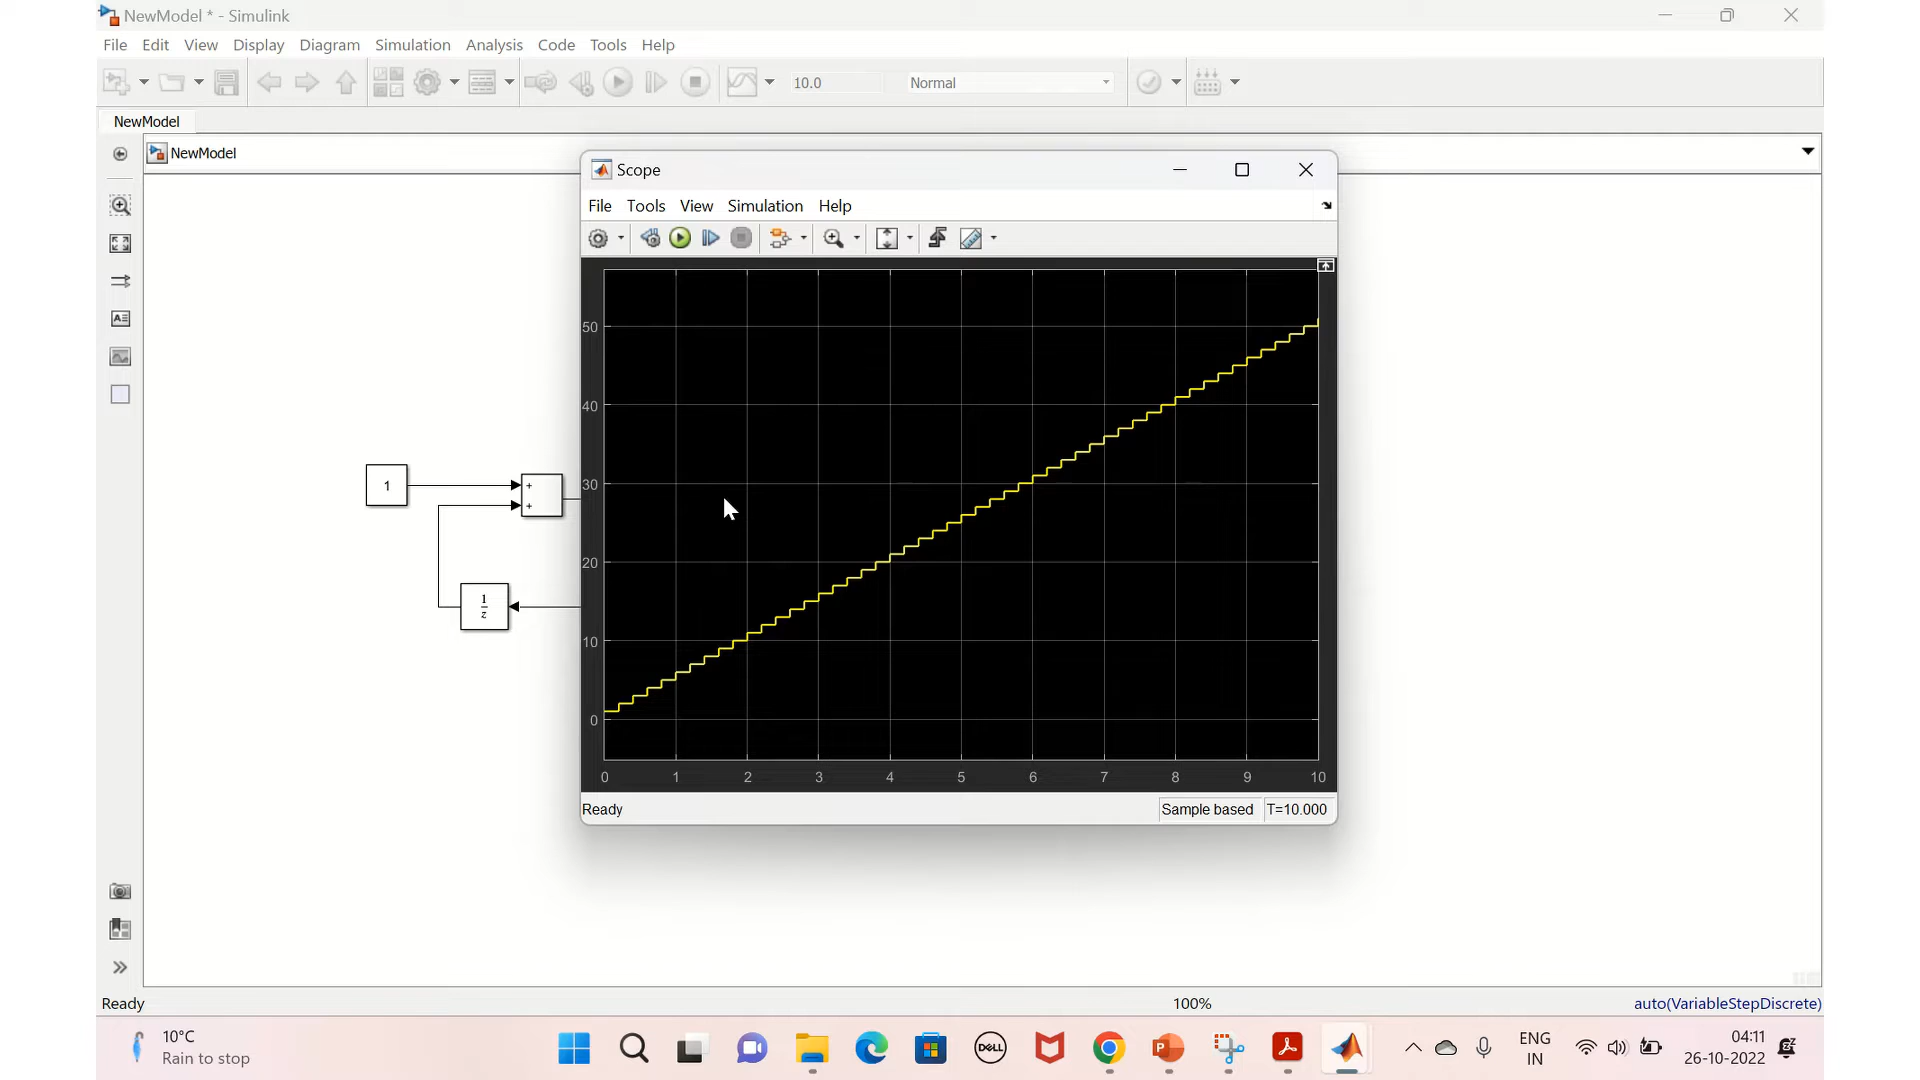 NewModel * - Simulink
File Edit View Display Diagram Simulation Analysis Code Tools Help
10.0 Normal
NewModel
NewModel
Scope
File Tools View Simulation Help
50
40
30
20
10
0
0 1 2 3 4 5 6 7 8 9 10
Ready Sample based T=10.000
1
+
+
1
z
Ready 100% auto(VariableStepDiscrete)
10°C
Rain to stop
DELL
ENG
IN
04:11
26-10-2022